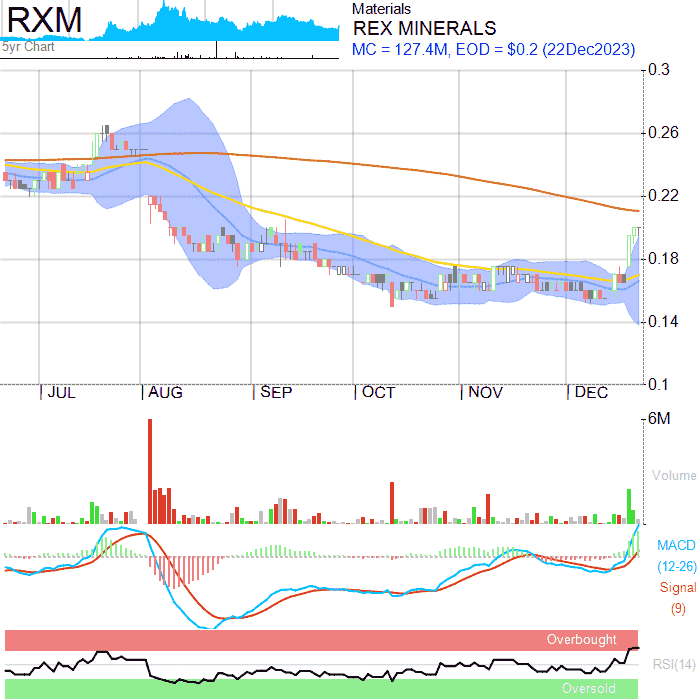 RXM
5yr Chart
Materials
REX MINERALS
MC = 127.4M, EOD = $0.2 (22Dec2023)
0.3
0.26
0.22
0.18
0.14
0.1
JUL AUG SEP OCT NOV DEC
6M
Volume
MACD
(12-26)
Signal
(9)
Overbought
RSI(14)
Oversold